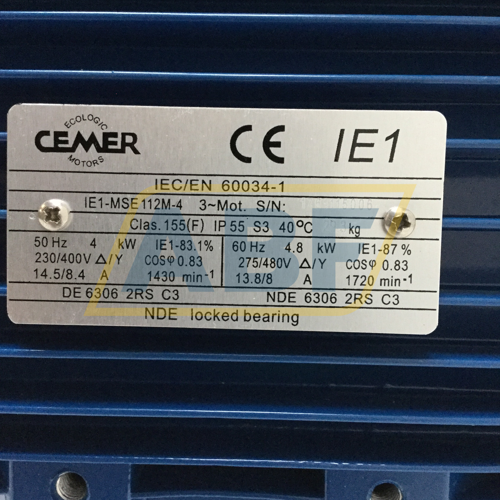 ECOLOGIC
CEMER
MOTORS
CE IE1
IEC/EN 60034-1
IE1-MSE112M-4 3~Mot. S/N:
Clas. 155(F) IP 55 S3 40°C kg
50 Hz 4 kW IE1-83.1% 60 Hz 4.8 kW IE1-87 %
230/400V △/Y COSφ 0.83 275/480V △/Y COSφ 0.83
14.5/8.4 A 1430 min⁻¹ 13.8/8 A 1720 min⁻¹
DE 6306 2RS C3 NDE 6306 2RS C3
NDE locked bearing
ABF